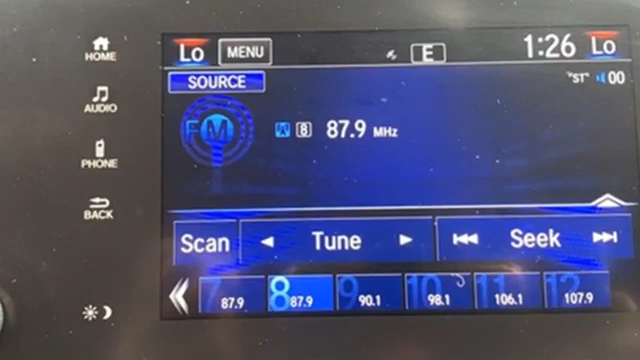 HOME
AUDIO
PHONE
BACK
Lo MENU E 1:26 Lo
SOURCE "ST" 00
FM 8 87.9 MHz
Scan Tune Seek
7 87.9 8 87.9 9 90.1 10 98.1 11 106.1 12 107.9